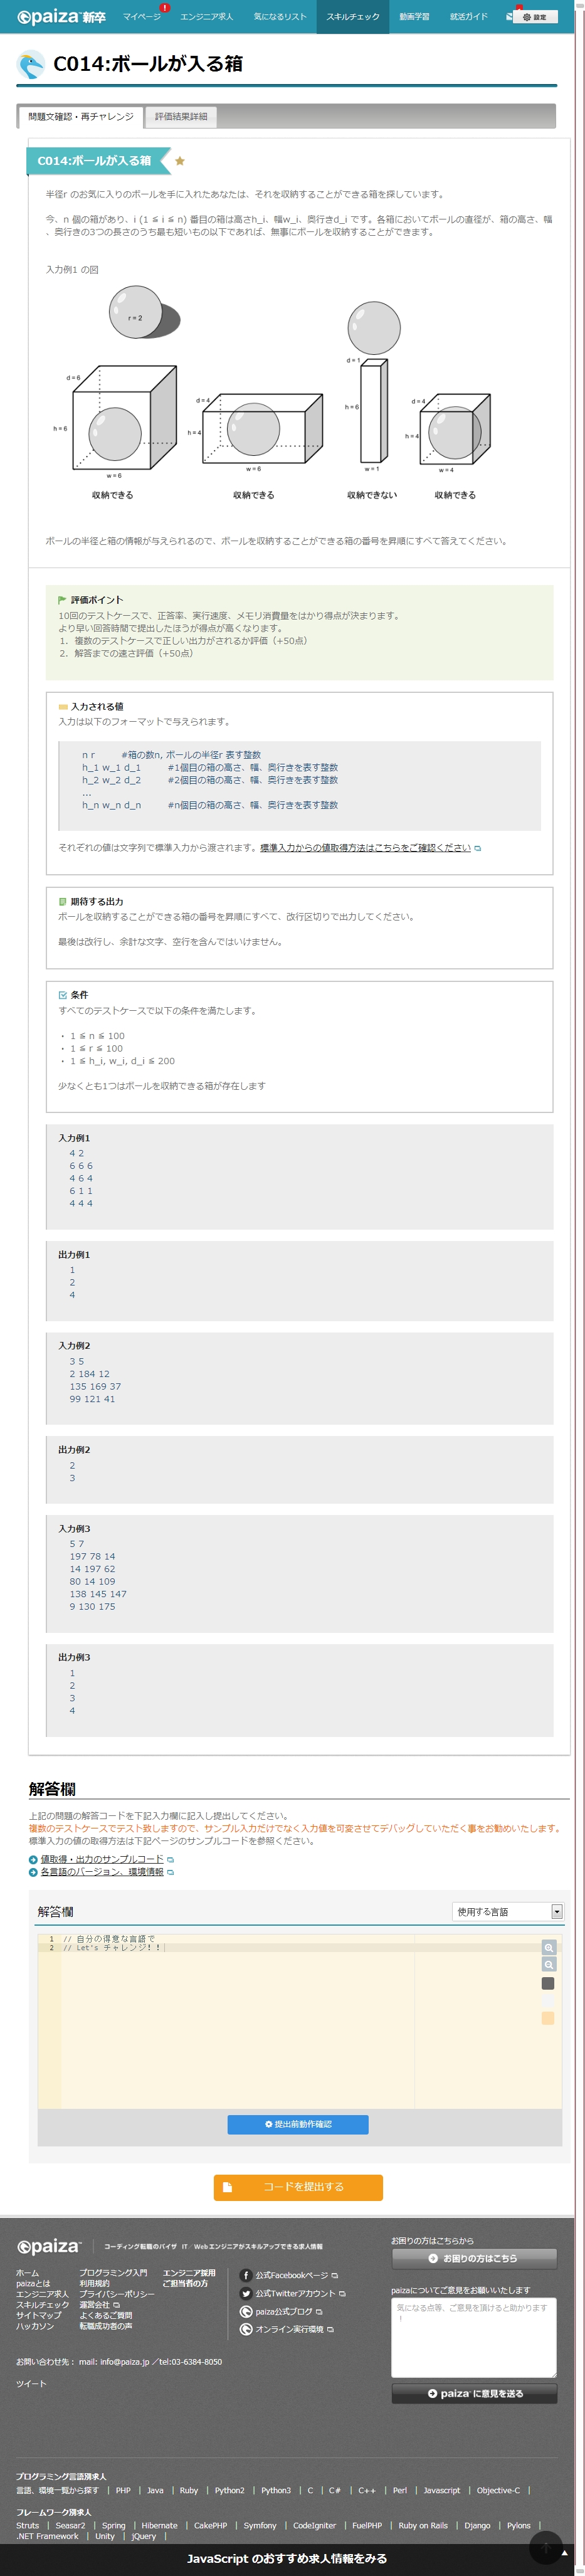 paiza 新卒
マイページ
!
エンジニア求人
気になるリスト
スキルチェック
動画学習
就活ガイド
設定
C014:ボールが入る箱
問題文確認・再チャレンジ
評価結果詳細
C014:ボールが入る箱
半径r のお気に入りのボールを手に入れたあなたは、それを収納することができる箱を探しています。
今、n 個の箱があり、i (1 ≦ i ≦ n) 番目の箱は高さh_i、幅w_i、奥行きd_i です。各箱においてボールの直径が、箱の高さ、幅
、奥行きの3つの長さのうち最も短いもの以下であれば、無事にボールを収納することができます。
入力例1 の図
r = 2
d = 6
h = 6
w = 6
収納できる
d = 4
h = 4
w = 6
収納できる
d = 1
h = 6
w = 1
収納できない
d = 4
h = 4
w = 4
収納できる
ボールの半径と箱の情報が与えられるので、ボールを収納することができる箱の番号を昇順にすべて答えてください。
評価ポイント
10回のテストケースで、正答率、実行速度、メモリ消費量をはかり得点が決まります。
より早い回答時間で提出したほうが得点が高くなります。
1. 複数のテストケースで正しい出力がされるか評価（+50点）
2. 解答までの速さ評価（+50点）
入力される値
入力は以下のフォーマットで与えられます。
n r #箱の数n, ボールの半径r 表す整数
h_1 w_1 d_1 #1個目の箱の高さ、幅、奥行きを表す整数
h_2 w_2 d_2 #2個目の箱の高さ、幅、奥行きを表す整数
...
h_n w_n d_n #n個目の箱の高さ、幅、奥行きを表す整数
それぞれの値は文字列で標準入力から渡されます。標準入力からの値取得方法はこちらをご確認ください
期待する出力
ボールを収納することができる箱の番号を昇順にすべて、改行区切りで出力してください。
最後は改行し、余計な文字、空行を含んではいけません。
条件
すべてのテストケースで以下の条件を満たします。
・ 1 ≦ n ≦ 100
・ 1 ≦ r ≦ 100
・ 1 ≦ h_i, w_i, d_i ≦ 200
少なくとも1つはボールを収納できる箱が存在します
入力例1
4 2
6 6 6
4 6 4
6 1 1
4 4 4
出力例1
1
2
4
入力例2
3 5
2 184 12
135 169 37
99 121 41
出力例2
2
3
入力例3
5 7
197 78 14
14 197 62
80 14 109
138 145 147
9 130 175
出力例3
1
2
3
4
解答欄
上記の問題の解答コードを下記入力欄に記入し提出してください。
複数のテストケースでテスト致しますので、サンプル入力だけでなく入力値を可変させてデバッグしていただく事をお勧めいたします。
標準入力の値の取得方法は下記ページのサンプルコードを参照ください。
値取得・出力のサンプルコード
各言語のバージョン、環境情報
解答欄
使用する言語
1 // 自分の得意な言語で
2 // Let's チャレンジ！！
提出前動作確認
コードを提出する
paiza
コーディング転職のパイザ IT／Webエンジニアがスキルアップできる求人情報
ホーム
paizaとは
エンジニア求人
スキルチェック
サイトマップ
ハッカソン
プログラミング入門
利用規約
プライバシーポリシー
運営会社
よくあるご質問
転職成功者の声
エンジニア採用
ご担当者の方
公式Facebookページ
公式Twitterアカウント
paiza公式ブログ
オンライン実行環境
お困りの方はこちらから
お困りの方はこちら
paizaについてご意見をお願いいたします
気になる点等、ご意見を頂けると助かります
！
paiza に意見を送る
お問い合わせ先： mail: info@paiza.jp ／tel:03-6384-8050
ツイート
プログラミング言語別求人
言語、環境一覧から探す | PHP | Java | Ruby | Python2 | Python3 | C | C# | C++ | Perl | Javascript | Objective-C |
フレームワーク別求人
Struts | Seasar2 | Spring | Hibernate | CakePHP | Symfony | CodeIgniter | FuelPHP | Ruby on Rails | Django | Pylons |
.NET Framework | Unity | jQuery |
JavaScript のおすすめ求人情報をみる